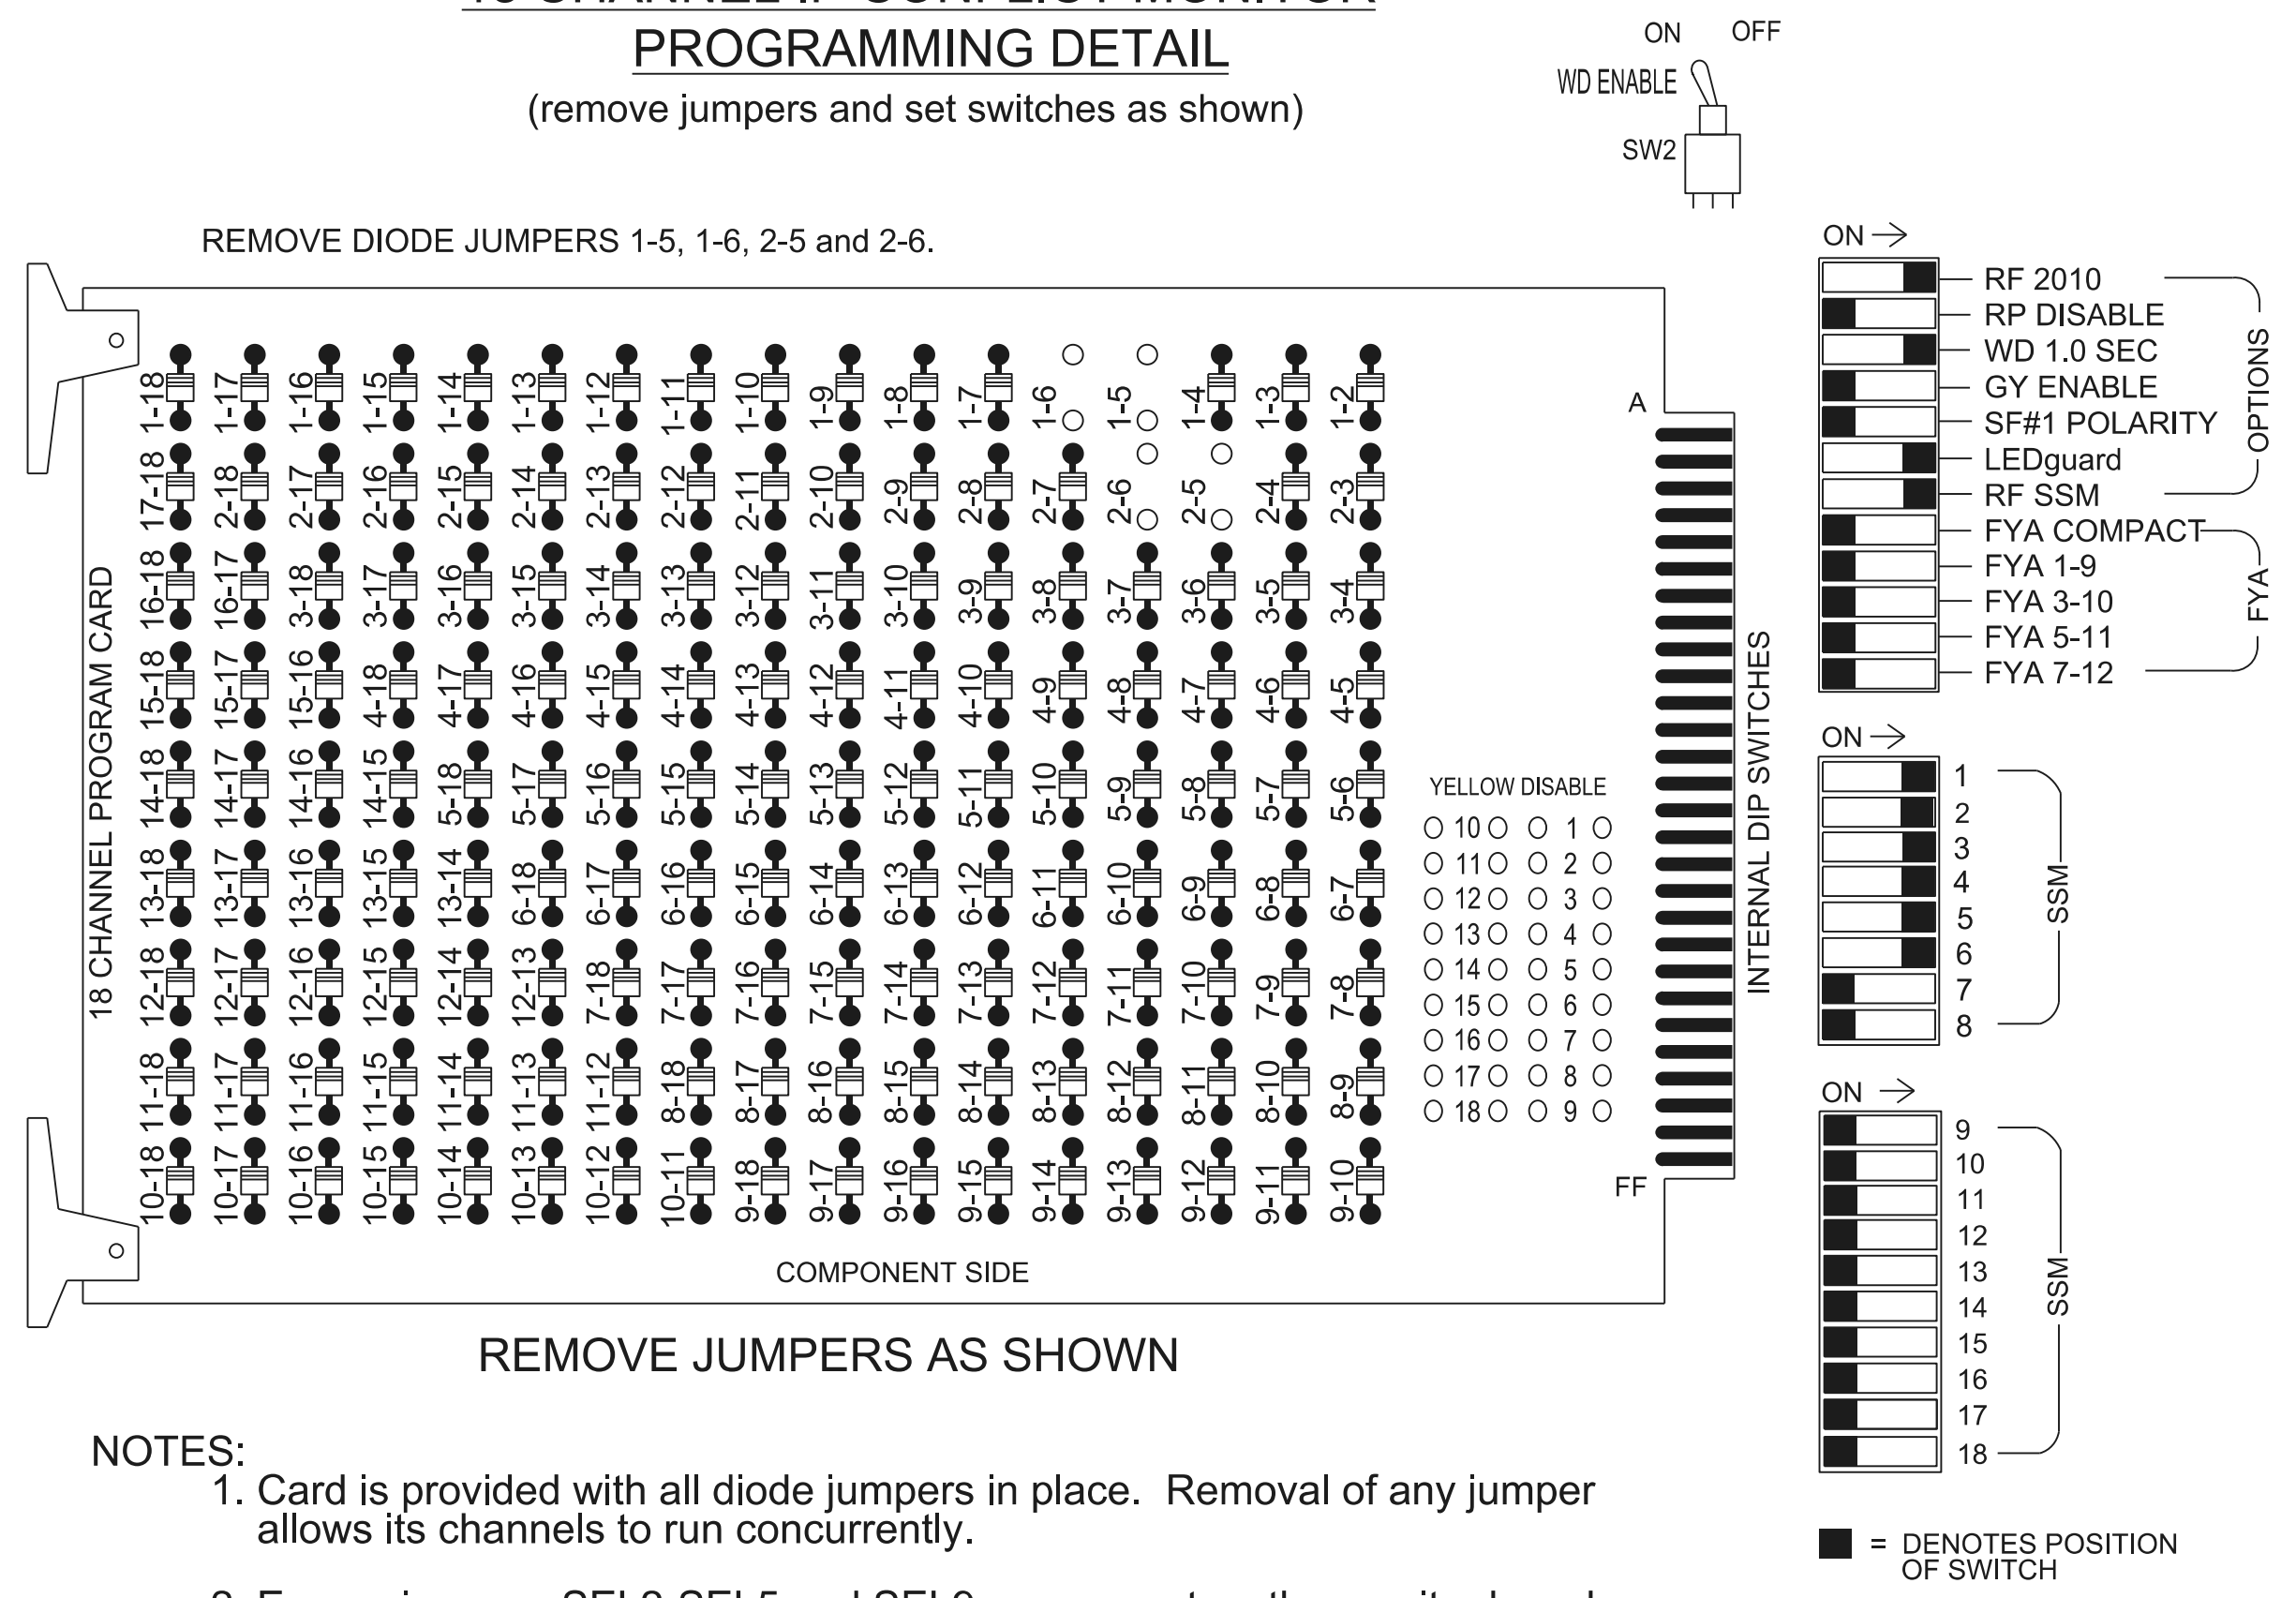 18 CHANNEL IP CONFLICT MONITOR
PROGRAMMING DETAIL
(remove jumpers and set switches as shown)
ON OFF
WD ENABLE
SW2
REMOVE DIODE JUMPERS 1-5, 1-6, 2-5 and 2-6.
18 CHANNEL PROGRAM CARD
1-18 1-17 1-16 1-15 1-14 1-13 1-12 1-11 1-10 1-9 1-8 1-7 1-6 1-5 1-4 1-3 1-2
17-18 2-18 2-17 2-16 2-15 2-14 2-13 2-12 2-11 2-10 2-9 2-8 2-7 2-6 2-5 2-4 2-3
16-18 16-17 3-18 3-17 3-16 3-15 3-14 3-13 3-12 3-11 3-10 3-9 3-8 3-7 3-6 3-5 3-4
15-18 15-17 15-16 4-18 4-17 4-16 4-15 4-14 4-13 4-12 4-11 4-10 4-9 4-8 4-7 4-6 4-5
14-18 14-17 14-16 14-15 5-18 5-17 5-16 5-15 5-14 5-13 5-12 5-11 5-10 5-9 5-8 5-7 5-6
13-18 13-17 13-16 13-15 13-14 6-18 6-17 6-16 6-15 6-14 6-13 6-12 6-11 6-10 6-9 6-8 6-7
12-18 12-17 12-16 12-15 12-14 12-13 7-18 7-17 7-16 7-15 7-14 7-13 7-12 7-11 7-10 7-9 7-8
11-18 11-17 11-16 11-15 11-14 11-13 11-12 8-18 8-17 8-16 8-15 8-14 8-13 8-12 8-11 8-10 8-9
10-18 10-17 10-16 10-15 10-14 10-13 10-12 10-11 9-18 9-17 9-16 9-15 9-14 9-13 9-12 9-11 9-10
COMPONENT SIDE
A
FF
YELLOW DISABLE
10 1
11 2
12 3
13 4
14 5
15 6
16 7
17 8
18 9
INTERNAL DIP SWITCHES
ON
RF 2010
RP DISABLE
WD 1.0 SEC
GY ENABLE
SF#1 POLARITY
LEDguard
RF SSM
OPTIONS
FYA COMPACT
FYA 1-9
FYA 3-10
FYA 5-11
FYA 7-12
FYA
ON
1
2
3
4
5
6
7
8
SSM
ON
9
10
11
12
13
14
15
16
17
18
SSM
= DENOTES POSITION
OF SWITCH
REMOVE JUMPERS AS SHOWN
NOTES:
1. Card is provided with all diode jumpers in place. Removal of any jumper
allows its channels to run concurrently.